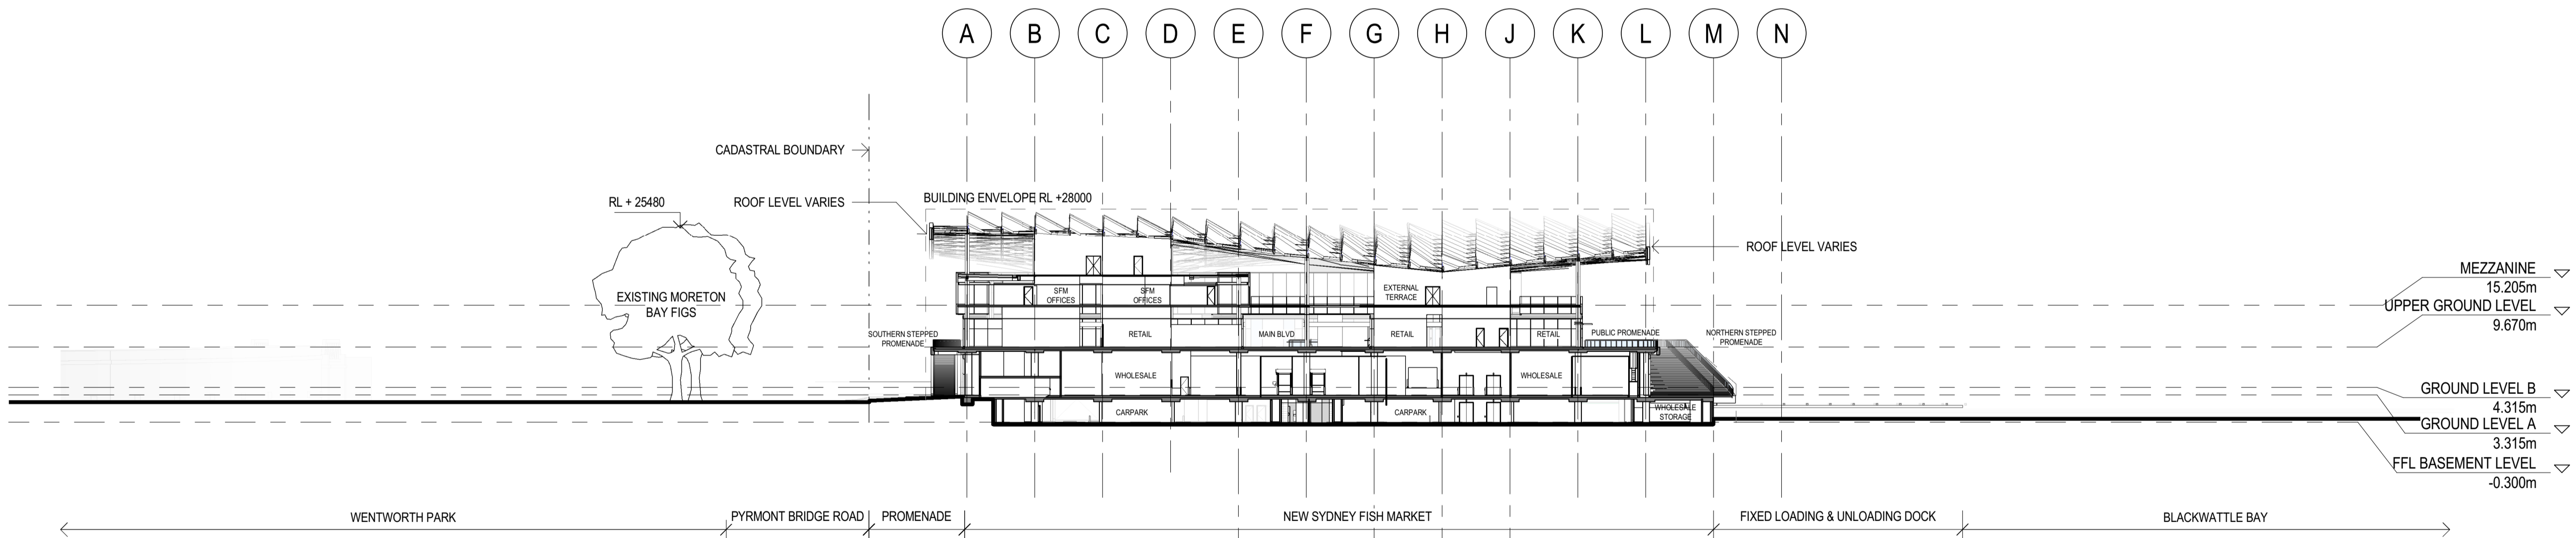 A B C D E F G H J K L M N
CADASTRAL BOUNDARY
BUILDING ENVELOPE RL +28000
RL + 25480
ROOF LEVEL VARIES
ROOF LEVEL VARIES
MEZZANINE
15.205m
EXISTING MORETON
BAY FIGS
SFM
OFFICES
SFM
OFFICES
EXTERNAL
TERRACE
UPPER GROUND LEVEL
9.670m
SOUTHERN STEPPED
PROMENADE
RETAIL
MAIN BLVD
RETAIL
RETAIL
PUBLIC PROMENADE
NORTHERN STEPPED
PROMENADE
WHOLESALE
WHOLESALE
GROUND LEVEL B
4.315m
CARPARK
CARPARK
WHOLESALE
STORAGE
GROUND LEVEL A
3.315m
FFL BASEMENT LEVEL
-0.300m
WENTWORTH PARK
PYRMONT BRIDGE ROAD
PROMENADE
NEW SYDNEY FISH MARKET
FIXED LOADING & UNLOADING DOCK
BLACKWATTLE BAY